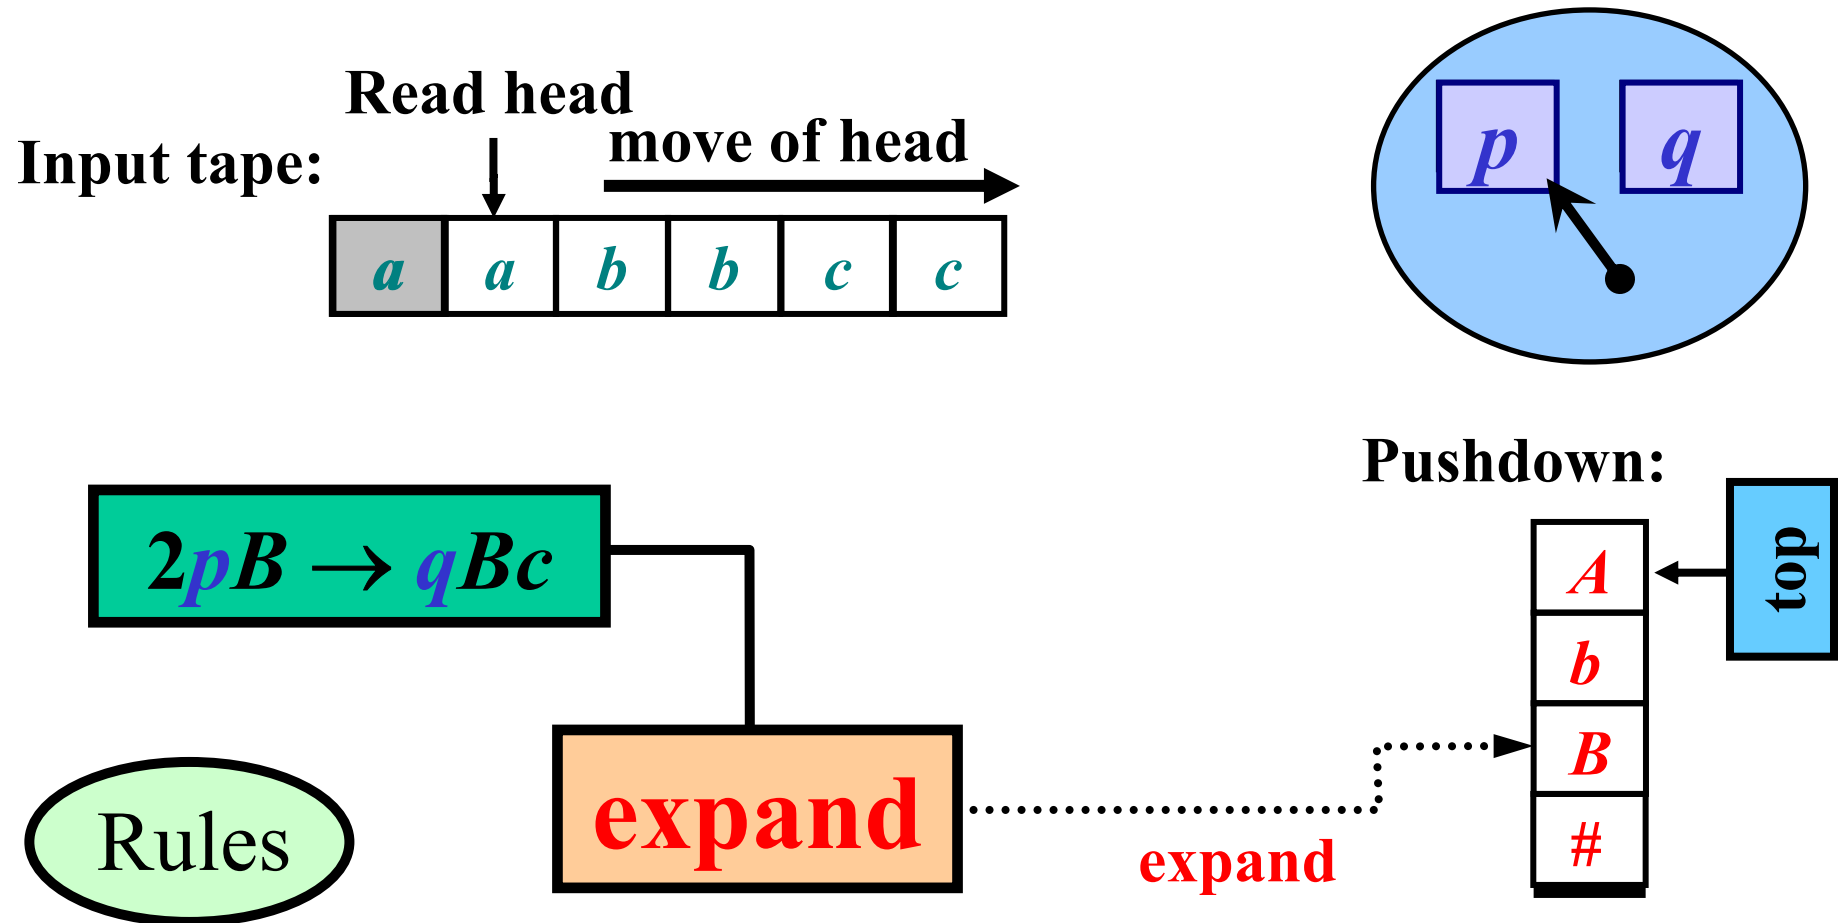 Read head
Input tape:
move of head
a a b b c c
p q
Pushdown:
2pB → qBc
top
A
b
B
#
expand
expand
Rules